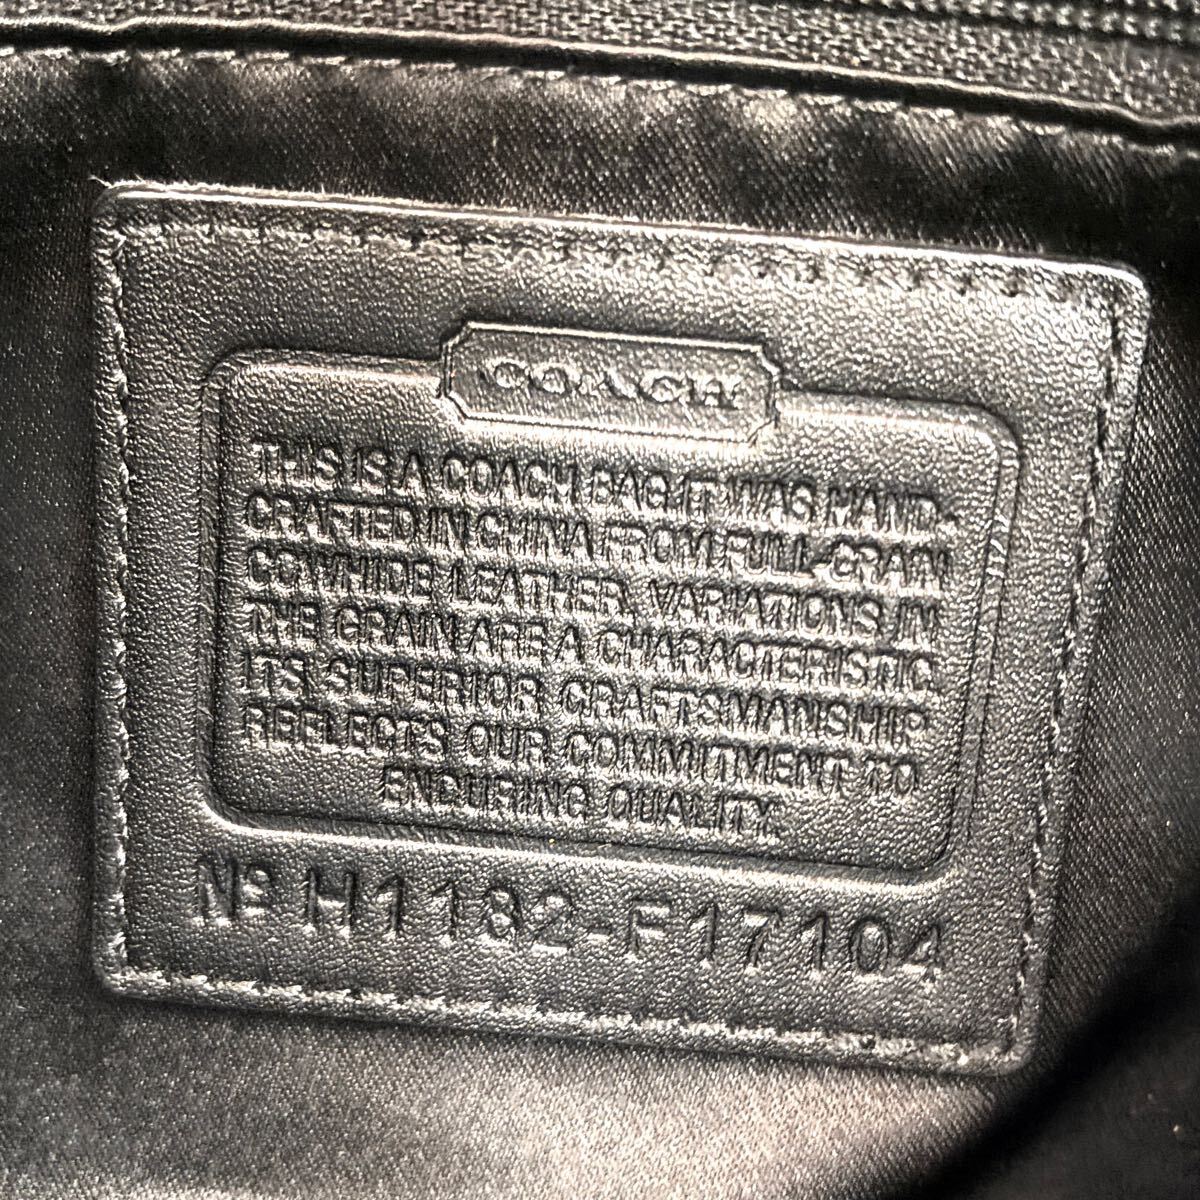 COACH
THIS IS A COACH BAG. IT WAS HAND-
CRAFTED IN CHINA FROM FULL-GRAIN
COWHIDE LEATHER. VARIATIONS IN
THE GRAIN ARE A CHARACTERISTIC.
ITS SUPERIOR CRAFTSMANSHIP
REFLECTS OUR COMMITMENT TO
ENDURING QUALITY.
Nº H1182-F17104